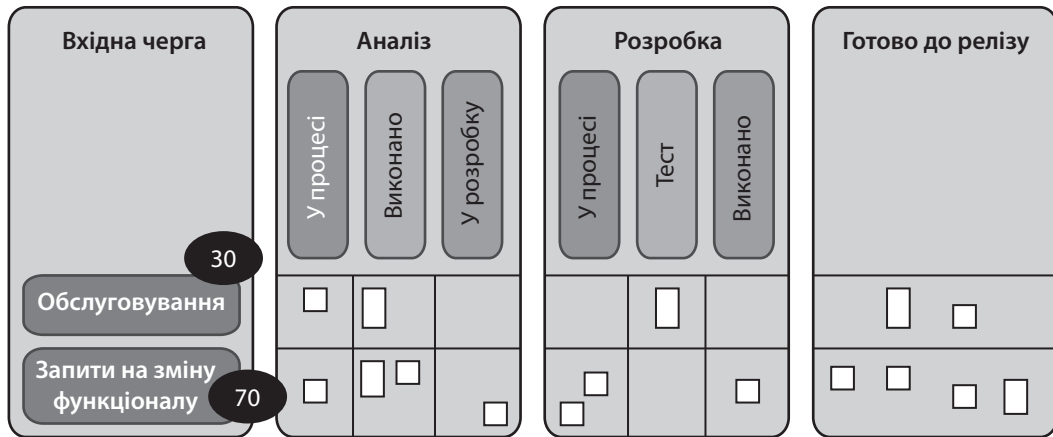 Вхідна черга
Аналіз
Розробка
Готово до релізу
У процесі
Виконано
У розробку
У процесі
Тест
Виконано
30
Обслуговування
Запити на зміну
функціоналу
70